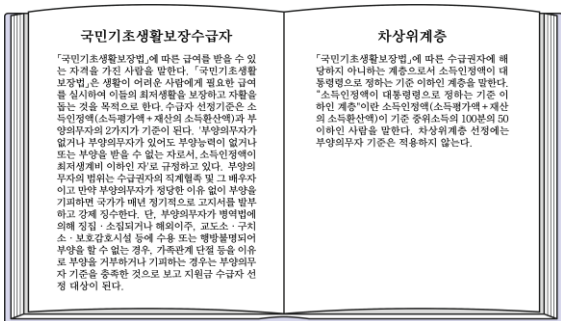 국민기초생활보장수급자
「국민기초생활보장법」에 따른 급여를 받을 수 있
는 자격을 가진 사람을 말한다. 「국민기초생활
보장법」은 생활이 어려운 사람에게 필요한 급여
를 실시하여 이들의 최저생활을 보장하고 자활을
돕는 것을 목적으로 한다. 수급자 선정기준은 소
득인정액(소득평가액 + 재산의 소득환산액)과 부
양의무자의 2가지가 기준이 된다. '부양의무자가
없거나 부양의무자가 있어도 부양능력이 없거나
또는 부양을 받을 수 없는 자로서, 소득인정액이
최저생계비 이하인 자'로 규정하고 있다. 부양의
무자의 범위는 수급권자의 직계혈족 및 그 배우자
이고 만약 부양의무자가 정당한 이유 없이 부양을
기피하면 국가가 매년 정기적으로 고지서를 발부
하고 강제 징수한다. 단, 부양의무자가 병역법에
의해 징집 · 소집되거나 해외이주, 교도소 · 구치
소 · 보호감호시설 등에 수용 또는 행방불명되어
부양을 할 수 없는 경우, 가족관계 단절 등을 이유
로 부양을 거부하거나 기피하는 경우는 부양의무
자 기준을 충족한 것으로 보고 지원금 수급자 선
정 대상이 된다.
차상위계층
「국민기초생활보장법」에 따른 수급권자에 해
당하지 아니하는 계층으로서 소득인정액이 대
통령령으로 정하는 기준 이하인 계층을 말한다.
"소득인정액이 대통령령으로 정하는 기준 이
하인 계층"이란 소득인정액(소득평가액 + 재산
의 소득환산액)이 기준 중위소득의 100분의 50
이하인 사람을 말한다. 차상위계층 선정에는
부양의무자 기준은 적용하지 않는다.